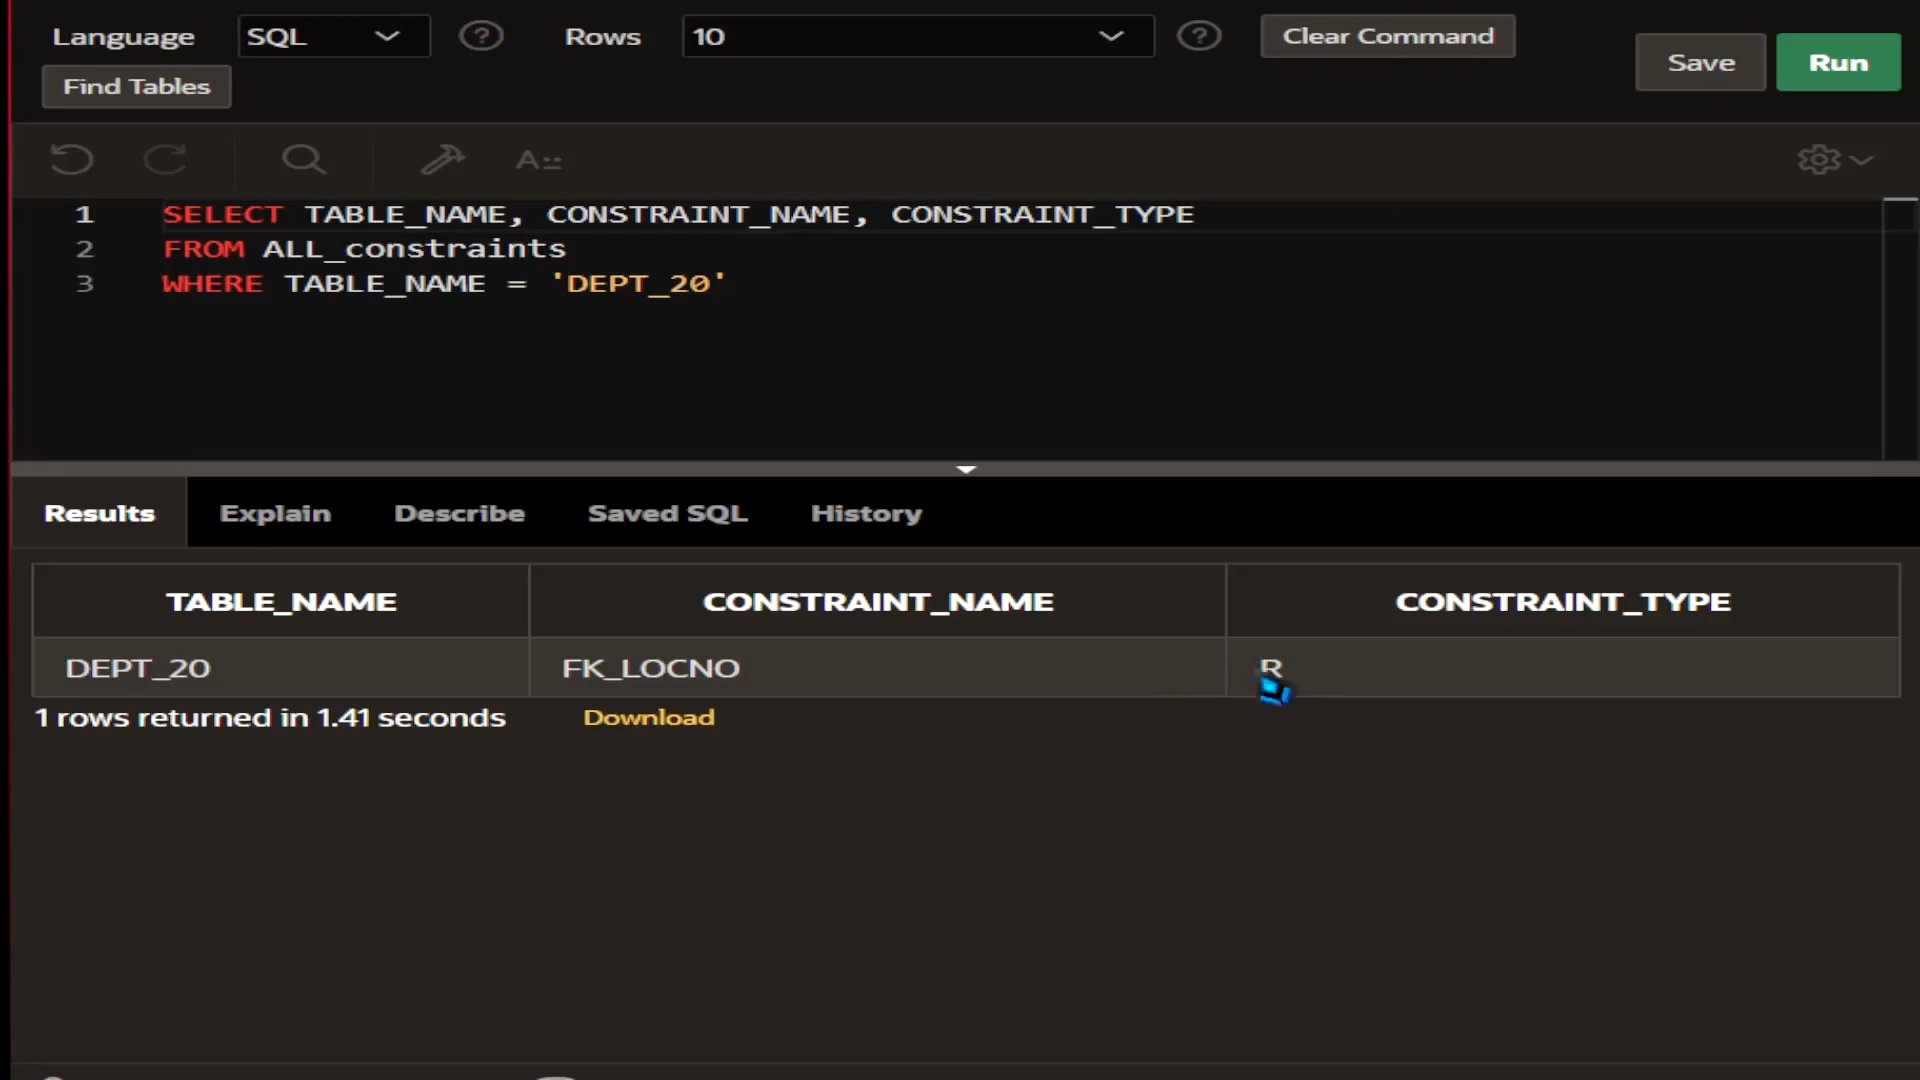 Language SQL ? Rows 10 ? Clear Command Save Run
Find Tables
A
1 SELECT TABLE_NAME, CONSTRAINT_NAME, CONSTRAINT_TYPE
2 FROM ALL_constraints
3 WHERE TABLE_NAME = 'DEPT_20'
Results Explain Describe Saved SQL History
TABLE_NAME CONSTRAINT_NAME CONSTRAINT_TYPE
DEPT_20 FK_LOCNO R
1 rows returned in 1.41 seconds Download